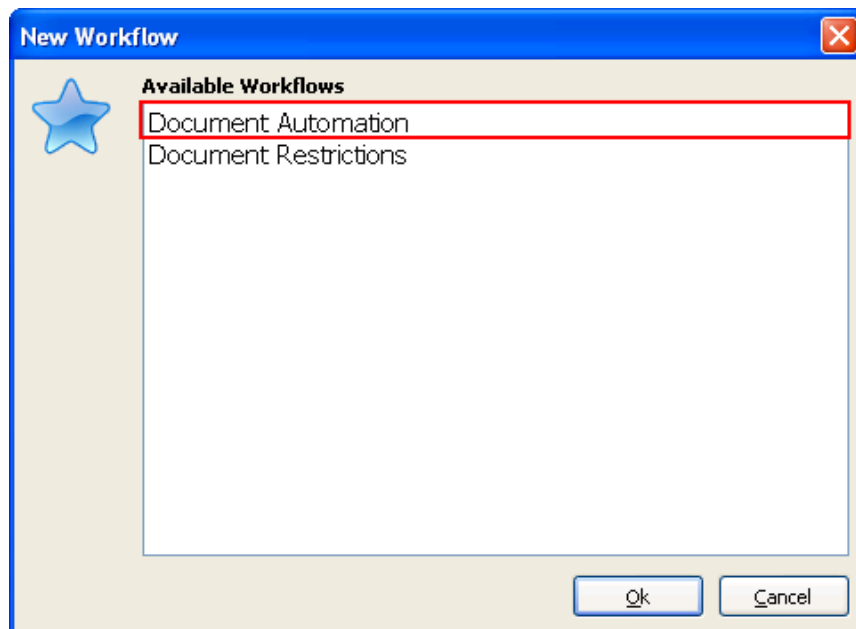 New Workflow
Available Workflows
Document Automation
Document Restrictions
Ok
Cancel